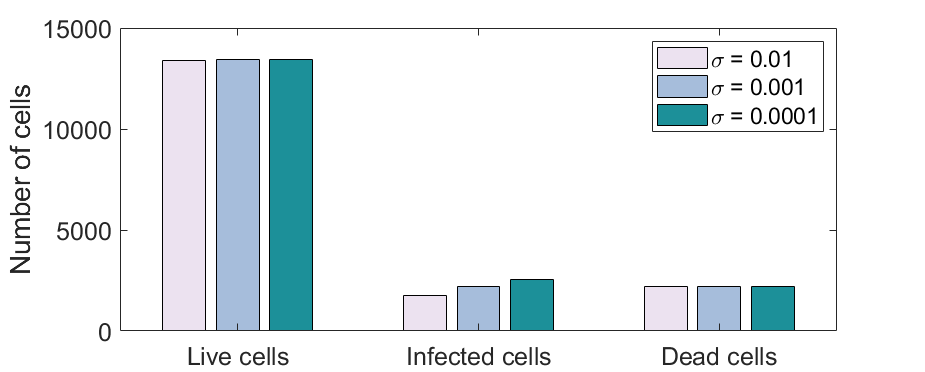 Number of cells
15000
10000
5000
0
Live cells
Infected cells
Dead cells
σ = 0.01
σ = 0.001
σ = 0.0001